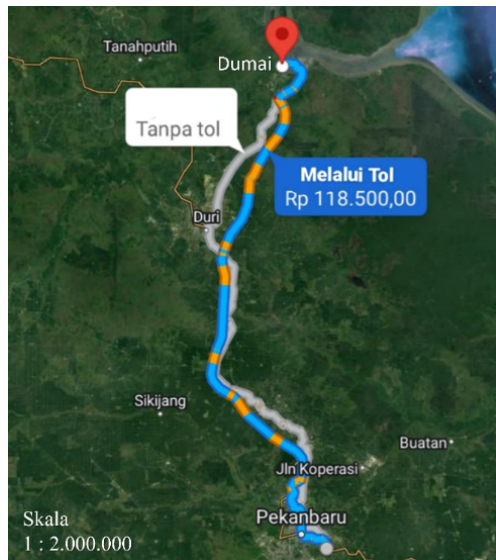 Tanahputih
Dumai
Tanpa tol
Melalui Tol
Rp 118.500,00
Duri
Sikijang
Buatan
Jln Koperasi
Pekanbaru
Skala
1 : 2.000.000